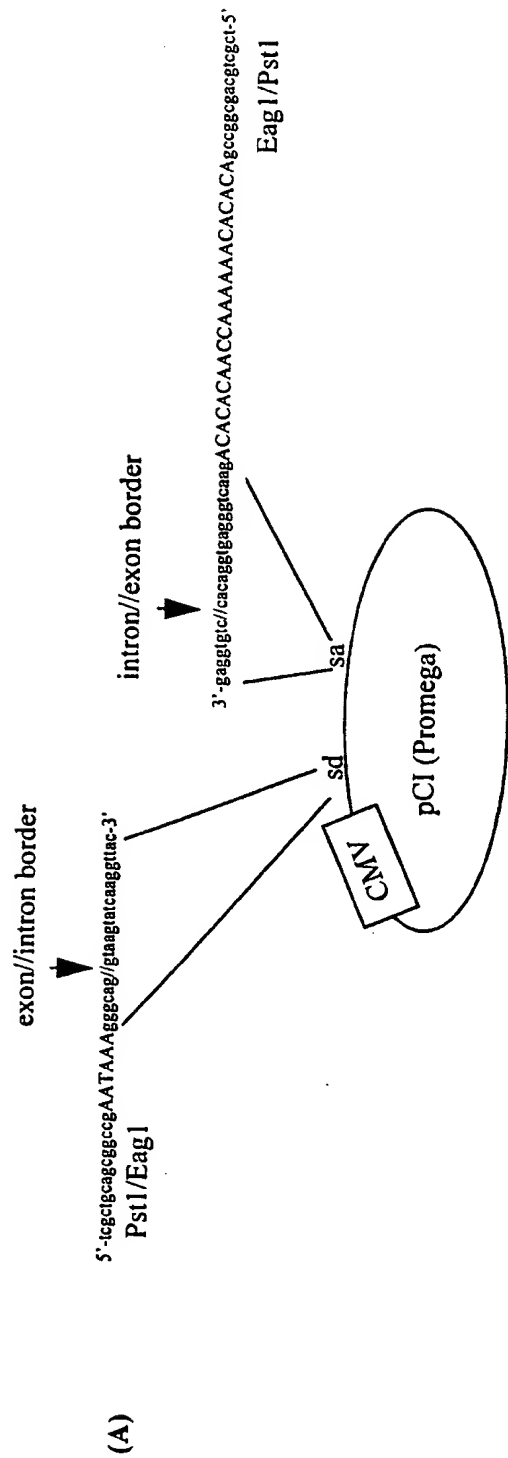 (A)
exon//intron border
5'-tcgctgcagcggccgAATAAAgggcag//gtaagtatcaaggttac-3'
Pst1/Eag1
intron//exon border
3'-gaggtgtc//cacaggtgagggtcaagACACACAACCAAAAAACACACAgccggcgacgtcgct-5'
Eag1/Pst1
sd
sa
CMV
pCI (Promega)